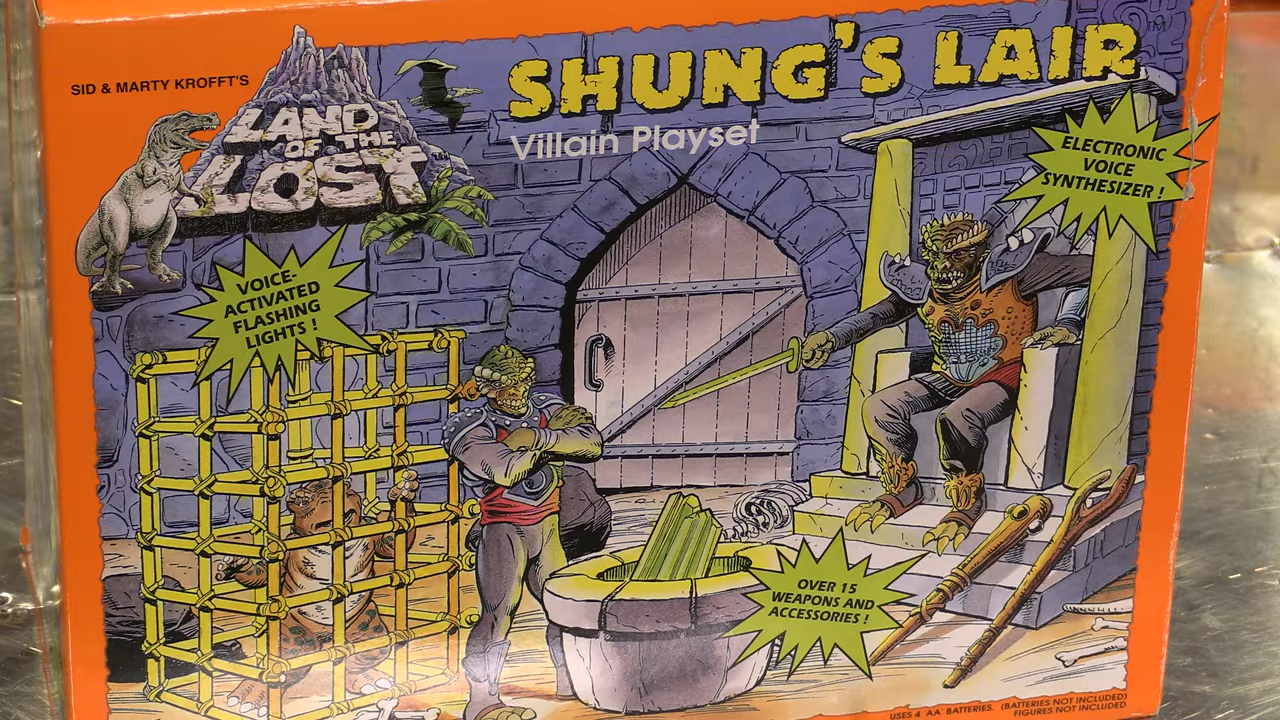 SID & MARTY KROFFT'S
LAND
OF THE
LOST
SHUNG'S LAIR
Villain Playset
ELECTRONIC
VOICE
SYNTHESIZER !
VOICE-
ACTIVATED
FLASHING
LIGHTS !
OVER 15
WEAPONS AND
ACCESSORIES !
USES 4 'AA' BATTERIES. (BATTERIES NOT INCLUDED)
FIGURES NOT INCLUDED